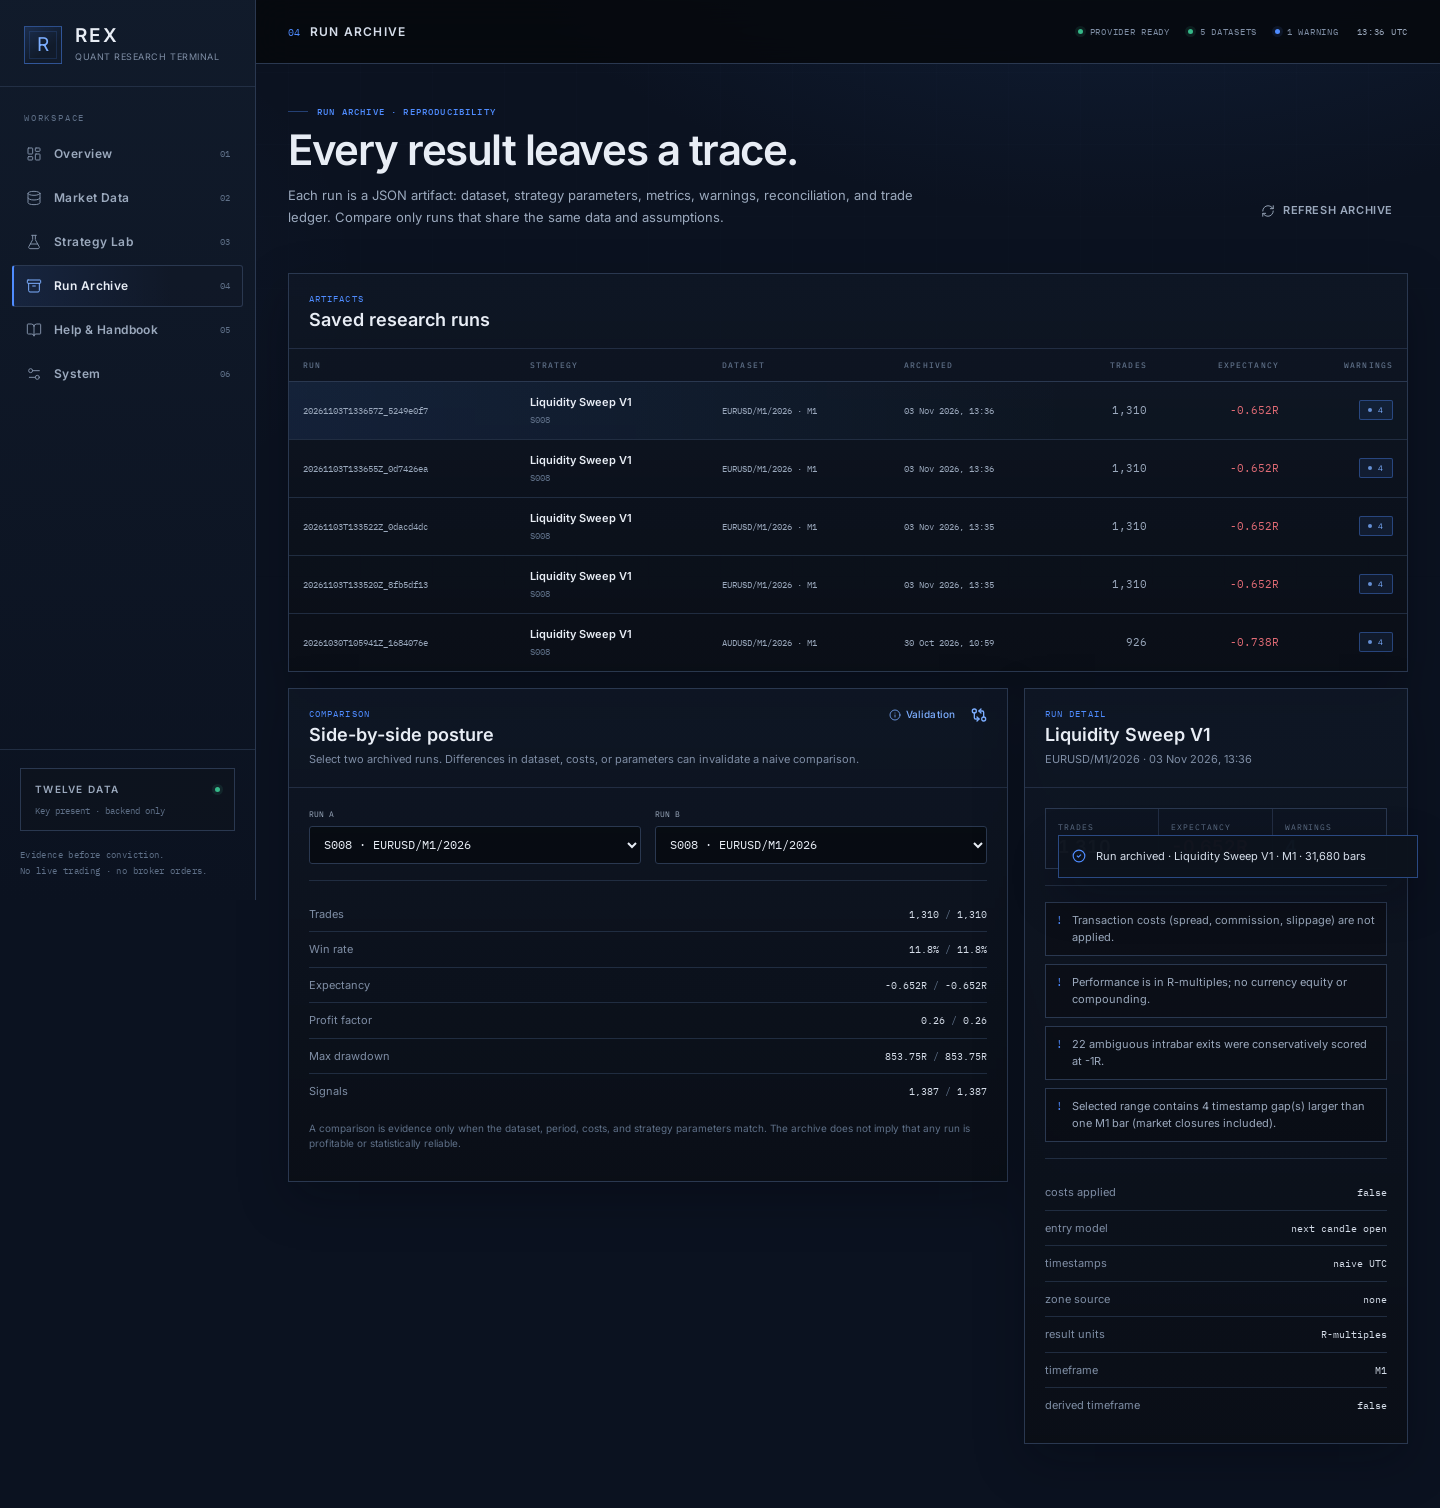 R
REX
QUANT RESEARCH TERMINAL
WORKSPACE
Overview 01
Market Data 02
Strategy Lab 03
Run Archive 04
Help & Handbook 05
System 06
TWELVE DATA
Key present · backend only
Evidence before conviction.
No live trading · no broker orders.
04 RUN ARCHIVE
PROVIDER READY 5 DATASETS 1 WARNING 13:36 UTC
RUN ARCHIVE · REPRODUCIBILITY
Every result leaves a trace.
Each run is a JSON artifact: dataset, strategy parameters, metrics, warnings, reconciliation, and trade
ledger. Compare only runs that share the same data and assumptions.
REFRESH ARCHIVE
ARTIFACTS
Saved research runs
RUN STRATEGY DATASET ARCHIVED TRADES EXPECTANCY WARNINGS
20261103T133657Z_5249e0f7 Liquidity Sweep V1 EURUSD/M1/2026 · M1 03 Nov 2026, 13:36 1,310 -0.652R 4
S008
20261103T133655Z_0d7426ea Liquidity Sweep V1 EURUSD/M1/2026 · M1 03 Nov 2026, 13:36 1,310 -0.652R 4
S008
20261103T133522Z_0dacd4dc Liquidity Sweep V1 EURUSD/M1/2026 · M1 03 Nov 2026, 13:35 1,310 -0.652R 4
S008
20261103T133520Z_8fb5df13 Liquidity Sweep V1 EURUSD/M1/2026 · M1 03 Nov 2026, 13:35 1,310 -0.652R 4
S008
20261030T105941Z_1684076e Liquidity Sweep V1 AUDUSD/M1/2026 · M1 30 Oct 2026, 10:59 926 -0.738R 4
S008
COMPARISON
Side-by-side posture
Validation
Select two archived runs. Differences in dataset, costs, or parameters can invalidate a naive comparison.
RUN A RUN B
S008 · EURUSD/M1/2026 S008 · EURUSD/M1/2026
Trades 1,310 / 1,310
Win rate 11.8% / 11.8%
Expectancy -0.652R / -0.652R
Profit factor 0.26 / 0.26
Max drawdown 853.75R / 853.75R
Signals 1,387 / 1,387
A comparison is evidence only when the dataset, period, costs, and strategy parameters match. The archive does not imply that any run is
profitable or statistically reliable.
RUN DETAIL
Liquidity Sweep V1
EURUSD/M1/2026 · 03 Nov 2026, 13:36
TRADES EXPECTANCY WARNINGS
Run archived · Liquidity Sweep V1 · M1 · 31,680 bars
! Transaction costs (spread, commission, slippage) are not
applied.
! Performance is in R-multiples; no currency equity or
compounding.
! 22 ambiguous intrabar exits were conservatively scored
at -1R.
! Selected range contains 4 timestamp gap(s) larger than
one M1 bar (market closures included).
costs applied false
entry model next candle open
timestamps naive UTC
zone source none
result units R-multiples
timeframe M1
derived timeframe false